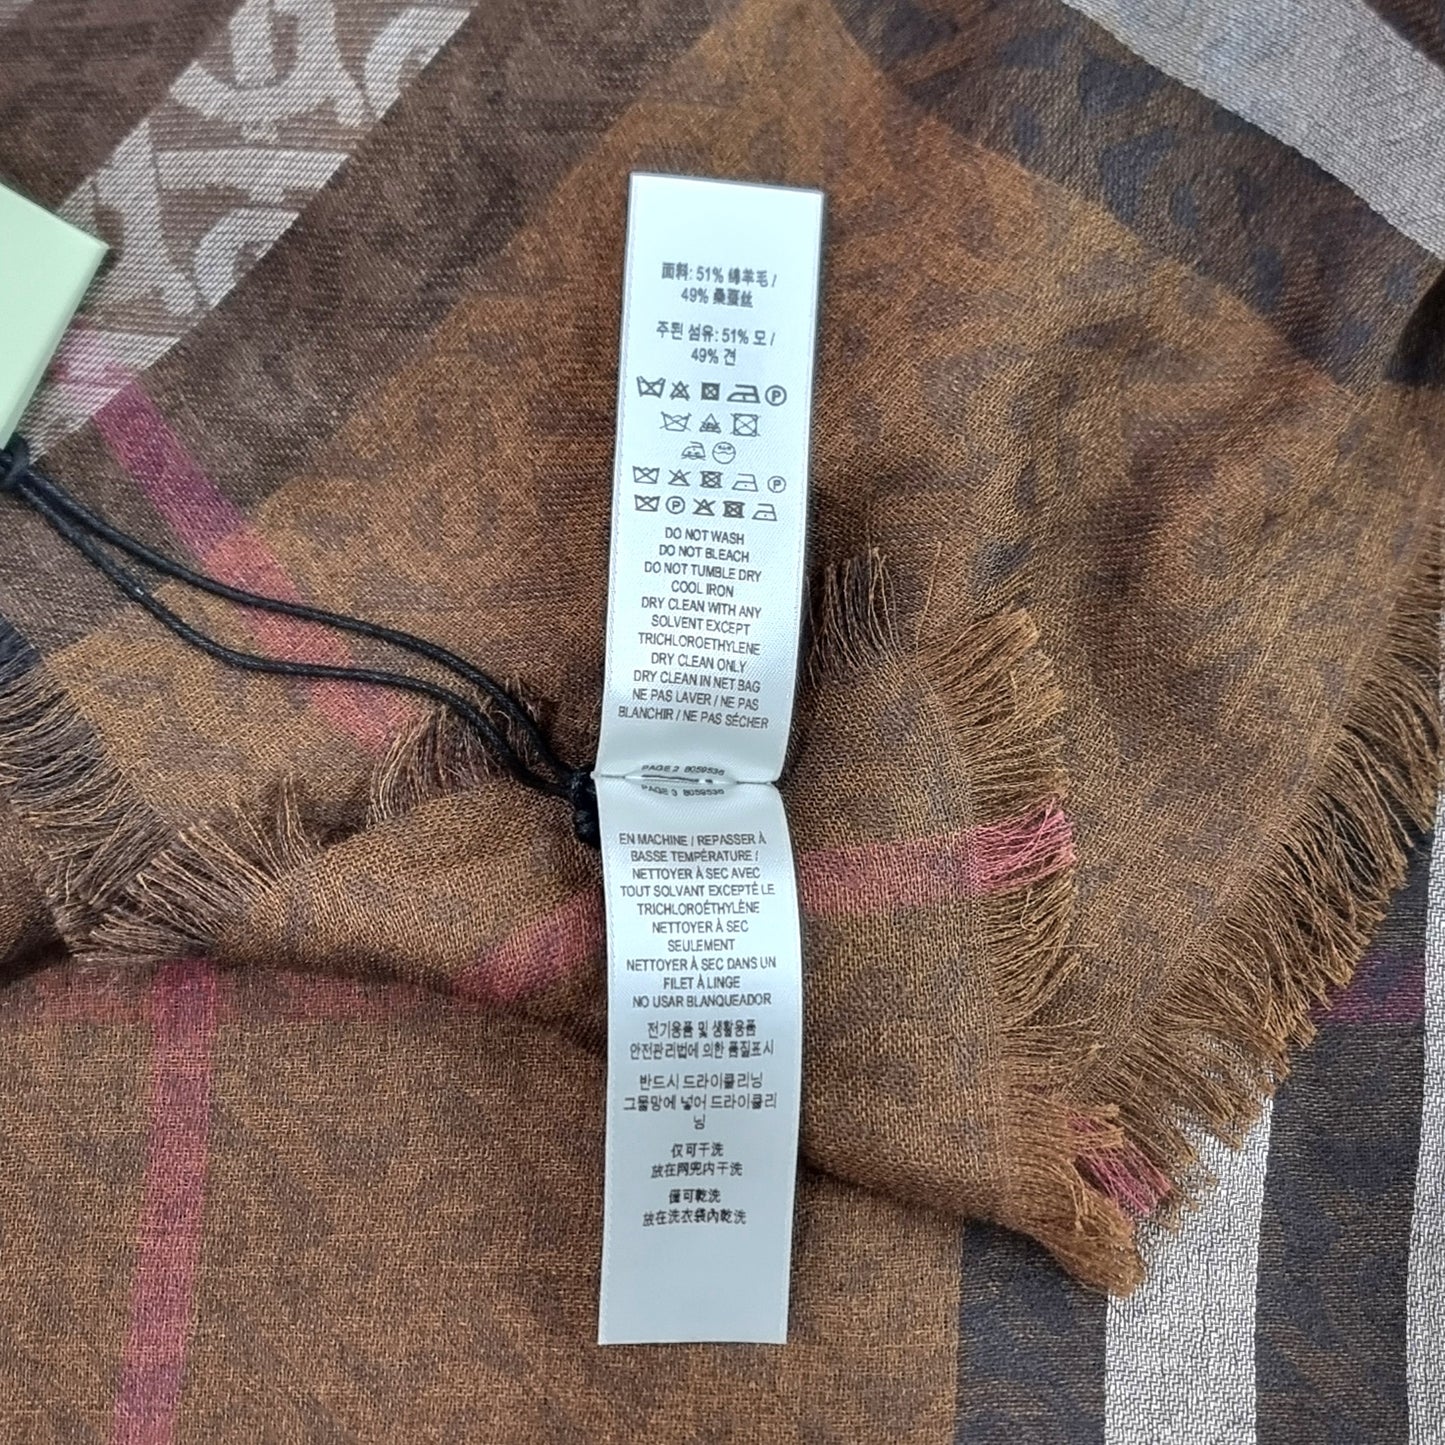 面料: 51% 绵羊毛 /
49% 桑蚕丝
주된 섬유: 51% 모 /
49% 견
DO NOT WASH
DO NOT BLEACH
DO NOT TUMBLE DRY
COOL IRON
DRY CLEAN WITH ANY
SOLVENT EXCEPT
TRICHLOROETHYLENE
DRY CLEAN ONLY
DRY CLEAN IN NET BAG
NE PAS LAVER / NE PAS
BLANCHIR / NE PAS SÉCHER
PAGE 2 8059536
PAGE 3 8059536
EN MACHINE / REPASSER À
BASSE TEMPÉRATURE /
NETTOYER À SEC AVEC
TOUT SOLVANT EXCEPTÉ LE
TRICHLOROÉTHYLÈNE
NETTOYER À SEC
SEULEMENT
NETTOYER À SEC DANS UN
FILET À LINGE
NO USAR BLANQUEADOR
전기용품 및 생활용품
안전관리법에 의한 품질표시
반드시 드라이클리닝
그물망에 넣어 드라이클리
닝
仅可干洗
放在网兜内干洗
僅可乾洗
放在洗衣袋內乾洗